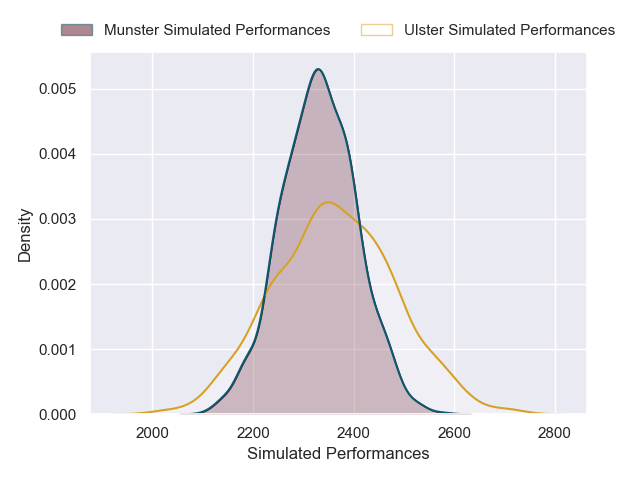 Munster Simulated Performances
Ulster Simulated Performances
Density
0.005
0.004
0.003
0.002
0.001
0.000
2000
2200
2400
2600
2800
Simulated Performances